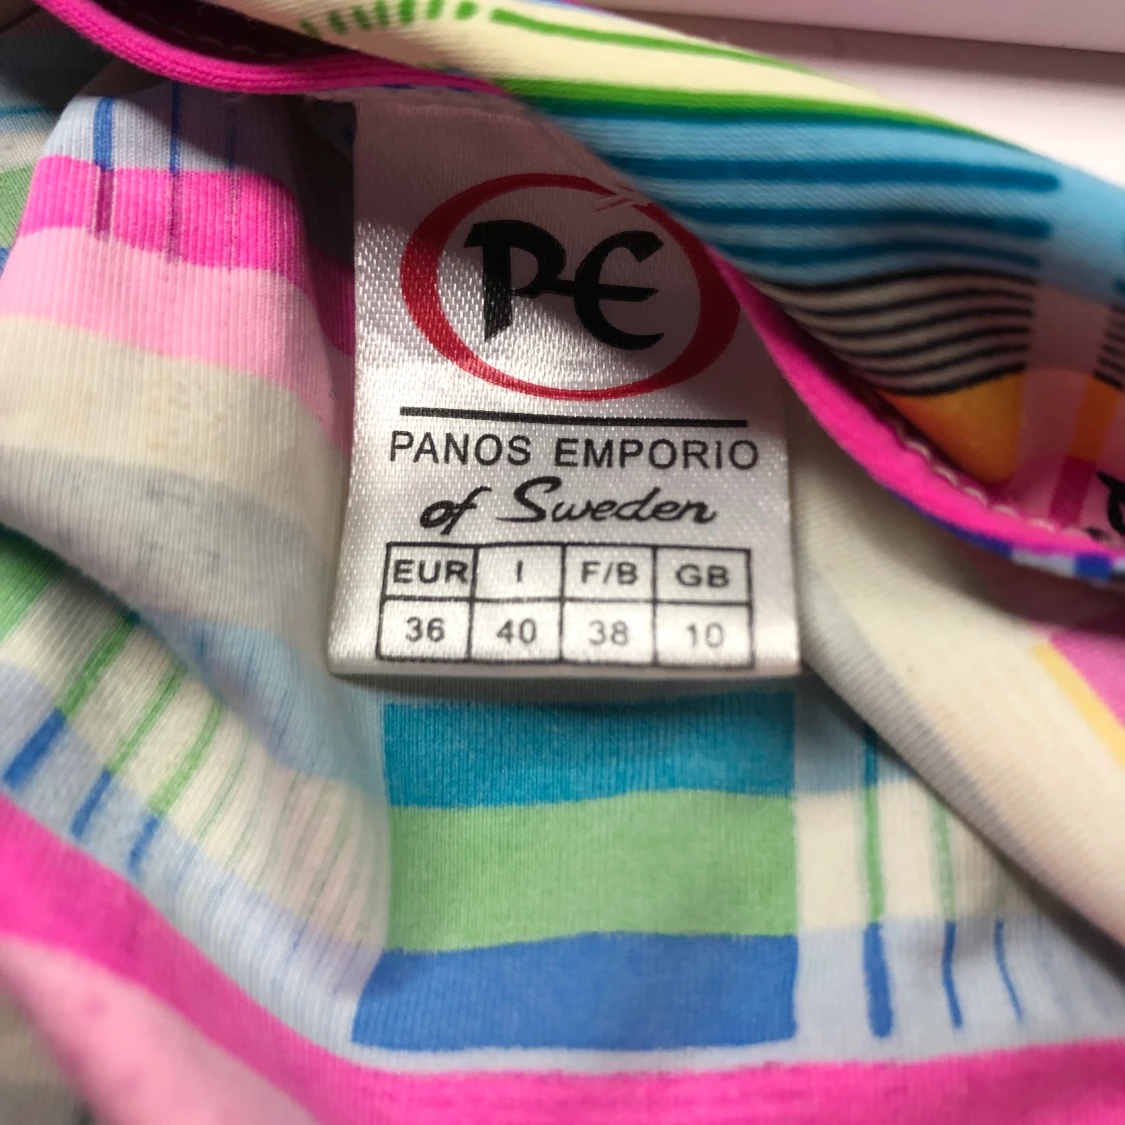 PE
PANOS EMPORIO
of Sweden
EUR I F/B GB
36 40 38 10